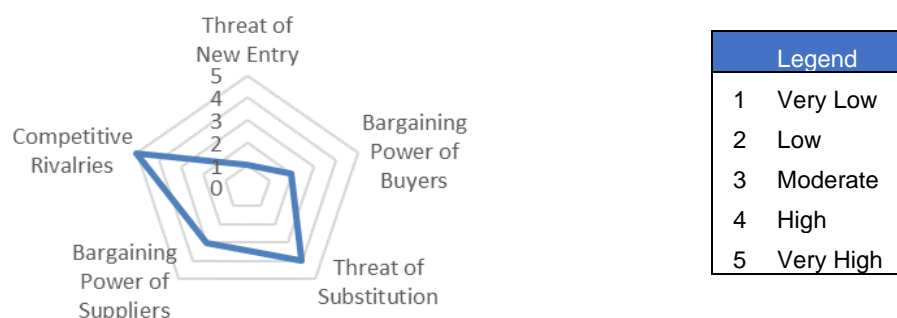 Threat of
New Entry
5
4
3
2
1
0
Bargaining
Power of
Buyers
Threat of
Substitution
Bargaining
Power of
Suppliers
Competitive
Rivalries
Legend
1 Very Low
2 Low
3 Moderate
4 High
5 Very High